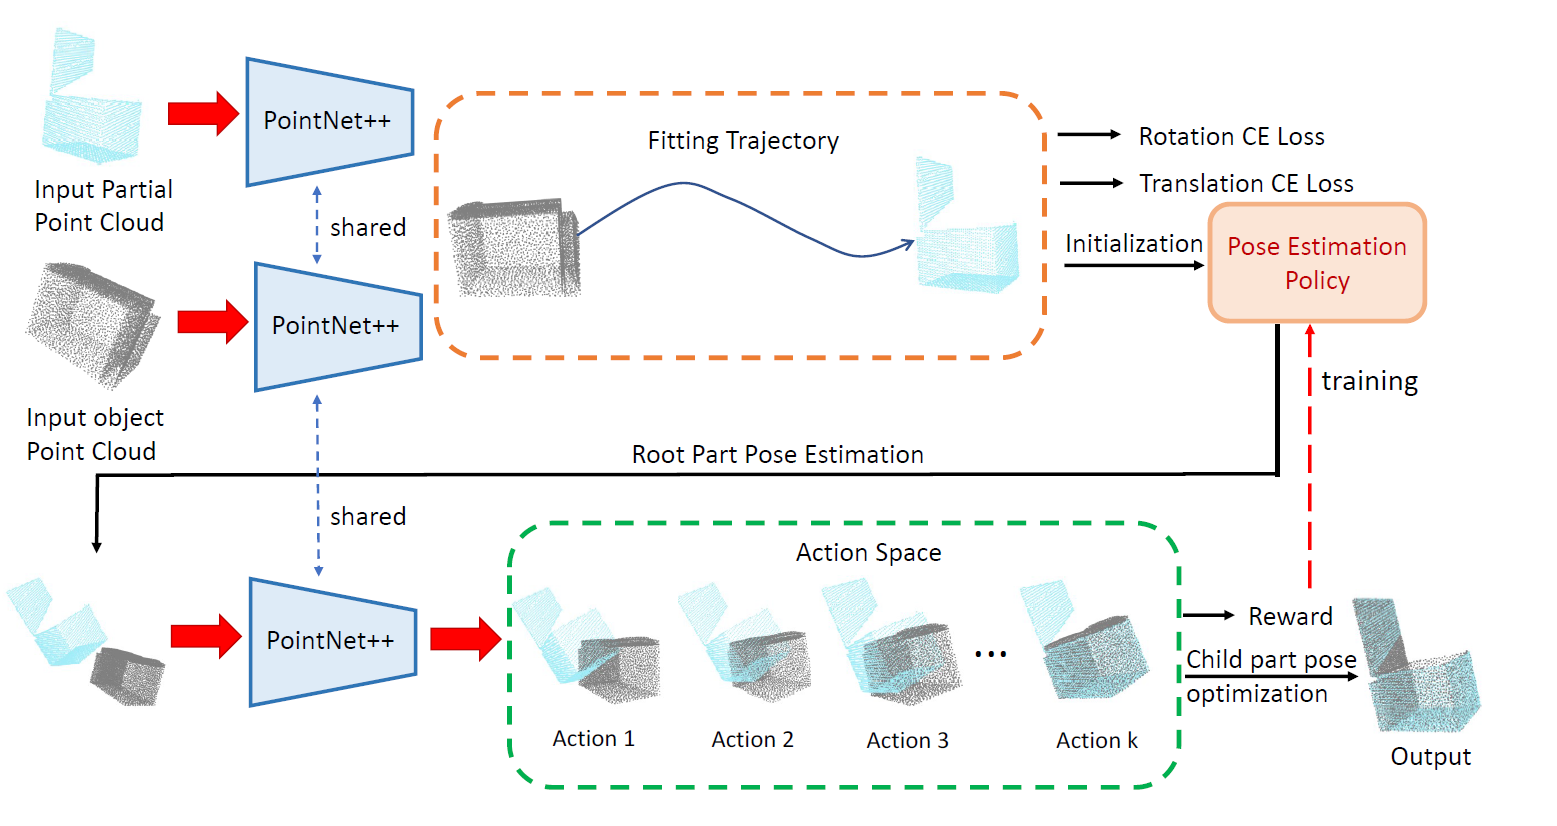 PointNet++
Input Partial
Point Cloud
shared
Fitting Trajectory
Rotation CE Loss
Translation CE Loss
Initialization
Pose Estimation
Policy
PointNet++
Input object
Point Cloud
training
Root Part Pose Estimation
shared
Action Space
PointNet++
Action 1
Action 2
Action 3
...
Action k
Reward
Child part pose
optimization
Output